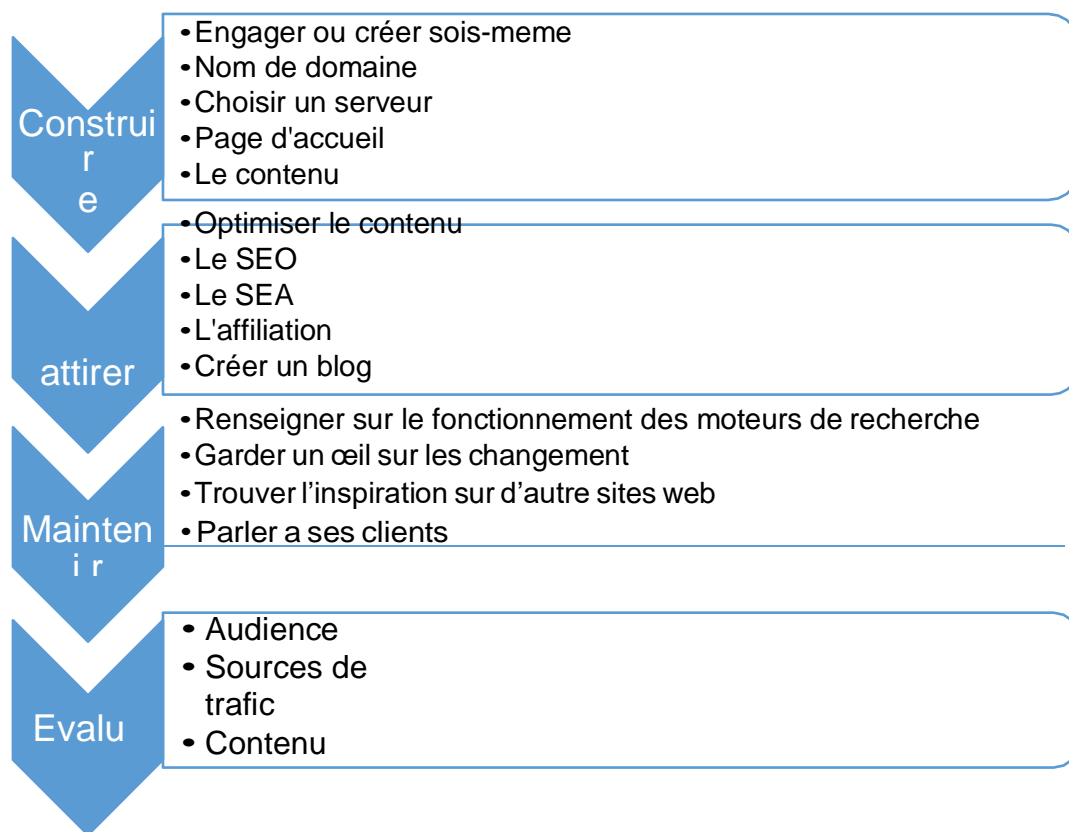 Construi
r
e
•Engager ou créer sois-meme
•Nom de domaine
•Choisir un serveur
•Page d'accueil
•Le contenu
attirer
•Optimiser le contenu
•Le SEO
•Le SEA
•L'affiliation
•Créer un blog
Mainten
i r
•Renseigner sur le fonctionnement des moteurs de recherche
•Garder un œil sur les changement
•Trouver l’inspiration sur d’autre sites web
•Parler a ses clients
Evalu
• Audience
• Sources de
trafic
• Contenu